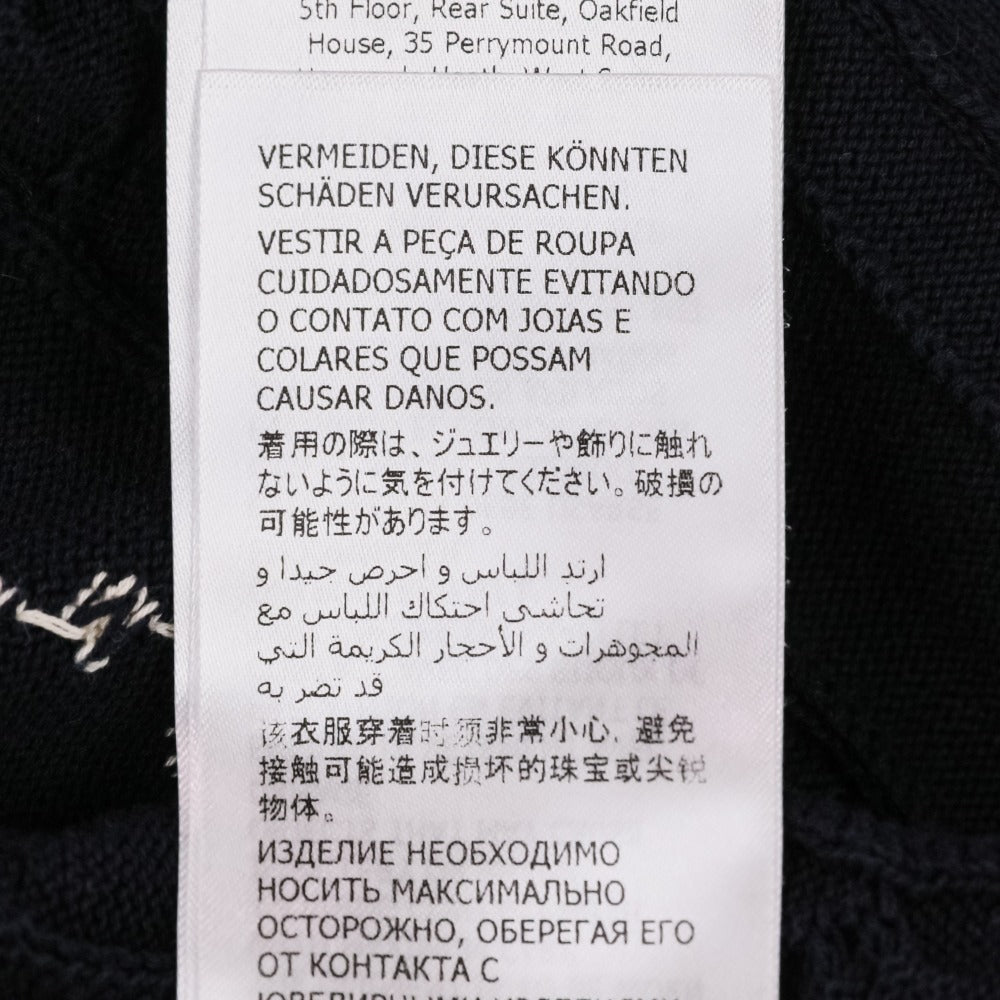 5th Floor, Rear Suite, Oakfield
House, 35 Perrymount Road,
VERMEIDEN, DIESE KÖNNTEN
SCHÄDEN VERURSACHEN.
VESTIR A PEÇA DE ROUPA
CUIDADOSAMENTE EVITANDO
O CONTATO COM JOIAS E
COLARES QUE POSSAM
CAUSAR DANOS.
着用の際は、ジュエリーや飾りに触れ
ないように気を付けてください。破損の
可能性があります。
ارتد اللباس و احرص جيدا و
تحاشى احتكاك اللباس مع
المجوهرات و الأحجار الكريمة التي
قد تضر به
该衣服穿着时须非常小心, 避免
接触可能造成损坏的珠宝或尖锐
物体。
ИЗДЕЛИЕ НЕОБХОДИМО
НОСИТЬ МАКСИМАЛЬНО
ОСТОРОЖНО, ОБЕРЕГАЯ ЕГО
ОТ КОНТАКТА С